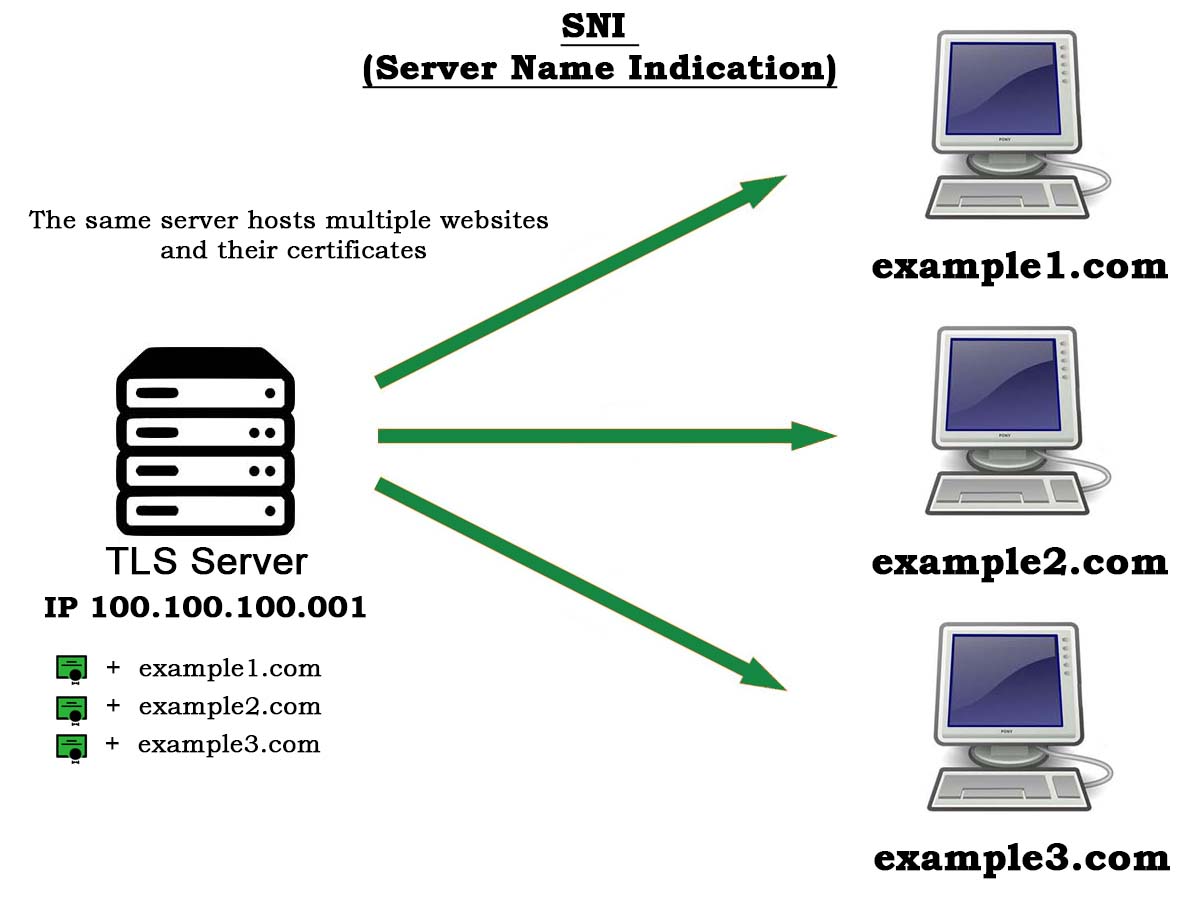 SNI
(Server Name Indication)
The same server hosts multiple websites
and their certificates
example1.com
example2.com
example3.com
TLS Server
IP 100.100.100.001
+ example1.com
+ example2.com
+ example3.com
PONY
PONY
PONY